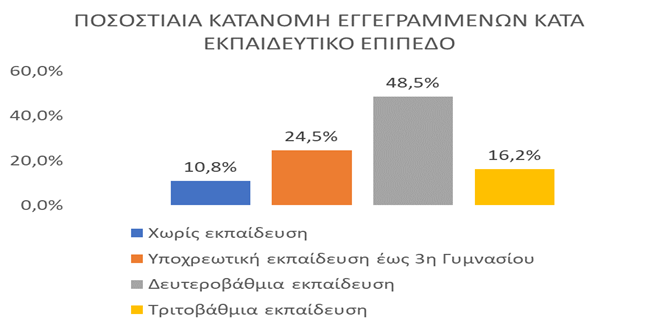 ΠΟΣΟΣΤΙΑΙΑ ΚΑΤΑΝΟΜΗ ΕΓΓΕΓΡΑΜΜΕΝΩΝ ΚΑΤΑ
ΕΚΠΑΙΔΕΥΤΙΚΟ ΕΠΙΠΕΔΟ
60,0%
40,0%
20,0%
0,0%
10,8%
24,5%
48,5%
16,2%
Χωρίς εκπαίδευση
Υποχρεωτική εκπαίδευση έως 3η Γυμνασίου
Δευτεροβάθμια εκπαίδευση
Τριτοβάθμια εκπαίδευση